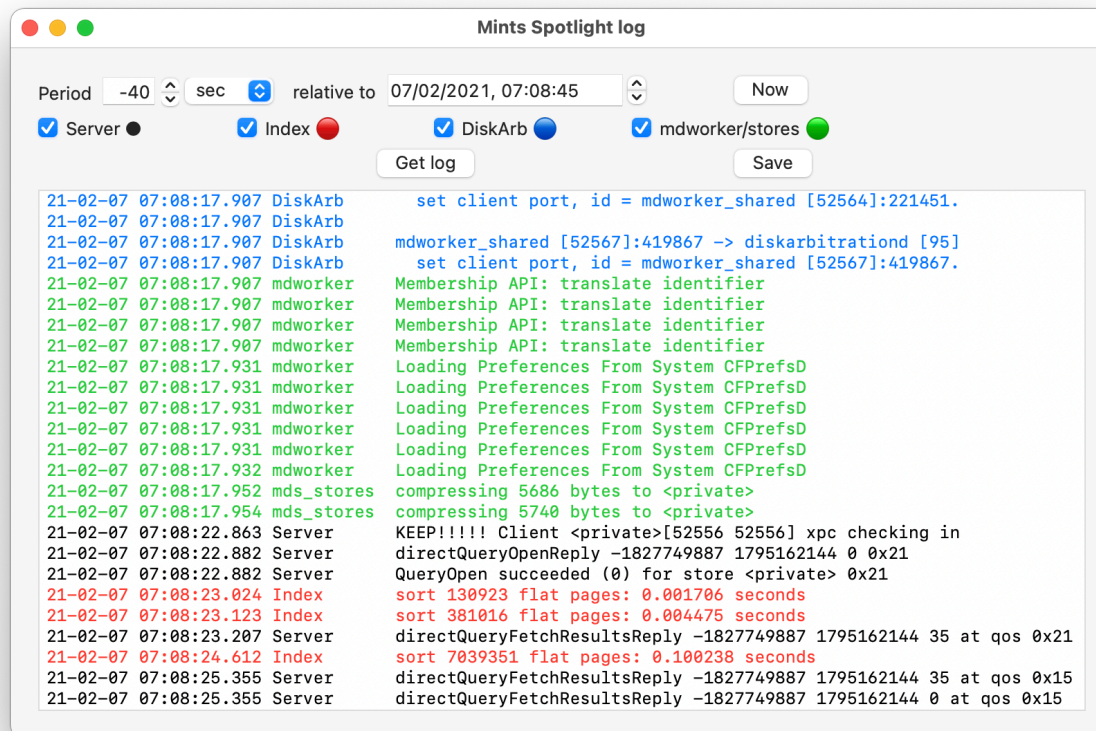 Mints Spotlight log
Period -40 sec relative to 07/02/2021, 07:08:45 Now
Server Index DiskArb mdworker/stores
Get log Save
21-02-07 07:08:17.907 DiskArb set client port, id = mdworker_shared [52564]:221451.
21-02-07 07:08:17.907 DiskArb
21-02-07 07:08:17.907 DiskArb mdworker_shared [52567]:419867 -> diskarbitrationd [95]
21-02-07 07:08:17.907 DiskArb set client port, id = mdworker_shared [52567]:419867.
21-02-07 07:08:17.907 mdworker Membership API: translate identifier
21-02-07 07:08:17.907 mdworker Membership API: translate identifier
21-02-07 07:08:17.907 mdworker Membership API: translate identifier
21-02-07 07:08:17.907 mdworker Membership API: translate identifier
21-02-07 07:08:17.931 mdworker Loading Preferences From System CFPrefsD
21-02-07 07:08:17.931 mdworker Loading Preferences From System CFPrefsD
21-02-07 07:08:17.931 mdworker Loading Preferences From System CFPrefsD
21-02-07 07:08:17.931 mdworker Loading Preferences From System CFPrefsD
21-02-07 07:08:17.931 mdworker Loading Preferences From System CFPrefsD
21-02-07 07:08:17.932 mdworker Loading Preferences From System CFPrefsD
21-02-07 07:08:17.952 mds_stores compressing 5686 bytes to <private>
21-02-07 07:08:17.954 mds_stores compressing 5740 bytes to <private>
21-02-07 07:08:22.863 Server KEEP!!!!! Client <private>[52556 52556] xpc checking in
21-02-07 07:08:22.882 Server directQueryOpenReply -1827749887 1795162144 0 0x21
21-02-07 07:08:22.882 Server QueryOpen succeeded (0) for store <private> 0x21
21-02-07 07:08:23.024 Index sort 130923 flat pages: 0.001706 seconds
21-02-07 07:08:23.123 Index sort 381016 flat pages: 0.004475 seconds
21-02-07 07:08:23.207 Server directQueryFetchResultsReply -1827749887 1795162144 35 at qos 0x21
21-02-07 07:08:24.612 Index sort 7039351 flat pages: 0.100238 seconds
21-02-07 07:08:25.355 Server directQueryFetchResultsReply -1827749887 1795162144 35 at qos 0x15
21-02-07 07:08:25.355 Server directQueryFetchResultsReply -1827749887 1795162144 0 at qos 0x15